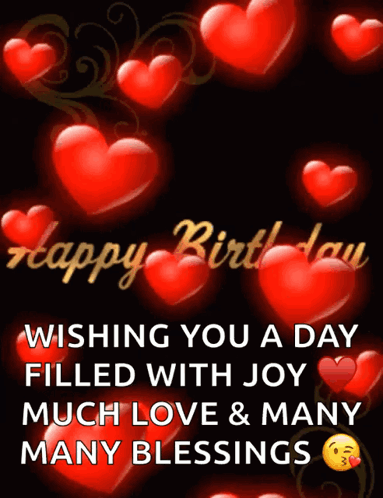 Happy Birthday
WISHING YOU A DAY
FILLED WITH JOY ♥️
MUCH LOVE & MANY
MANY BLESSINGS 😘